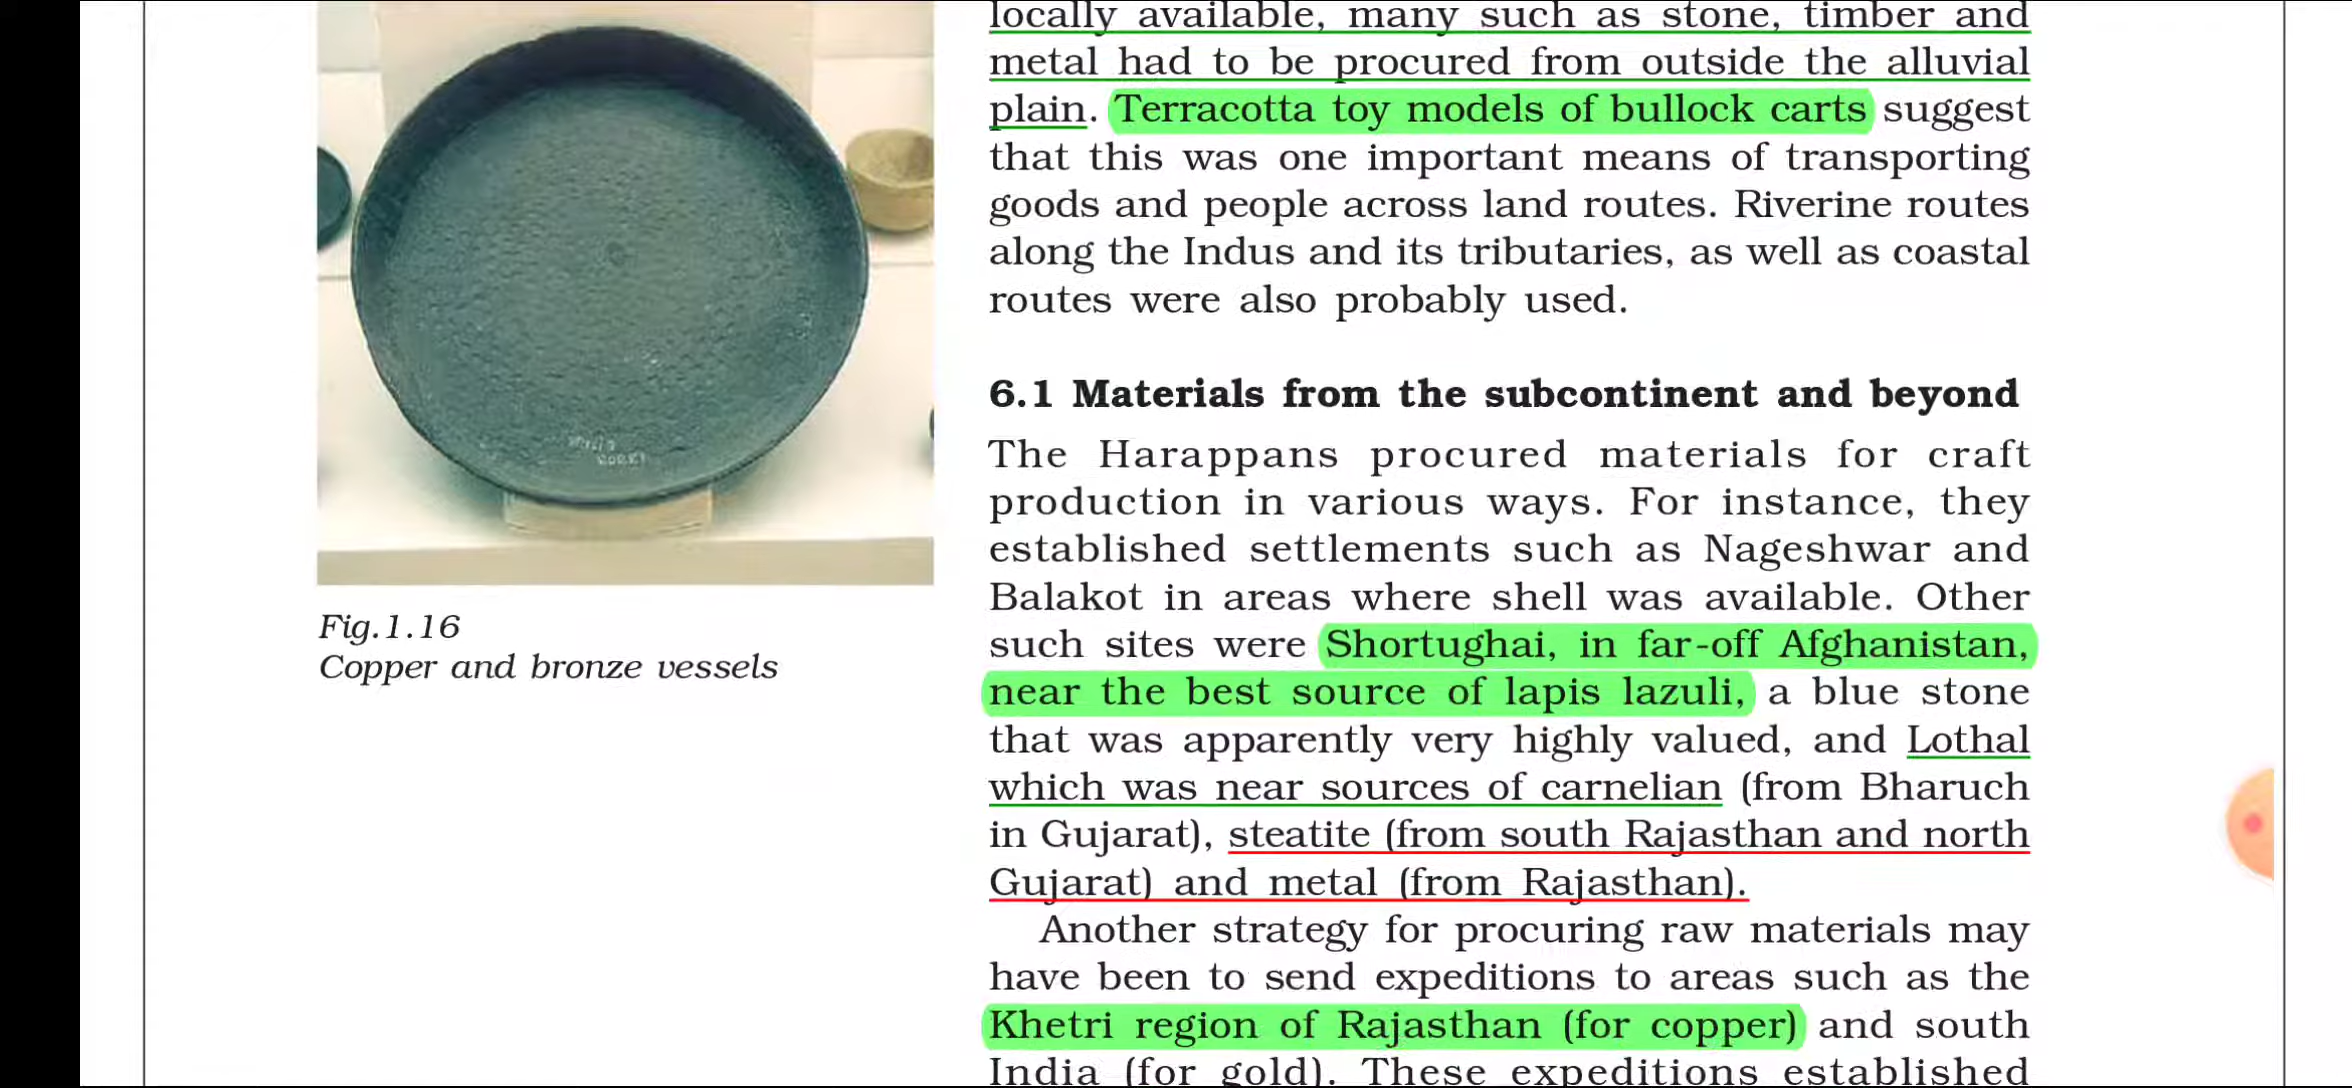 locally available, many such as stone, timber and
metal had to be procured from outside the alluvial
plain. Terracotta toy models of bullock carts suggest
that this was one important means of transporting
goods and people across land routes. Riverine routes
along the Indus and its tributaries, as well as coastal
routes were also probably used.
6.1 Materials from the subcontinent and beyond
The Harappans procured materials for craft
production in various ways. For instance, they
established settlements such as Nageshwar and
Balakot in areas where shell was available. Other
such sites were Shortughai, in far-off Afghanistan,
near the best source of lapis lazuli, a blue stone
that was apparently very highly valued, and Lothal
which was near sources of carnelian (from Bharuch
in Gujarat), steatite (from south Rajasthan and north
Gujarat) and metal (from Rajasthan).
Another strategy for procuring raw materials may
have been to send expeditions to areas such as the
Khetri region of Rajasthan (for copper) and south
India (for gold). These expeditions established
Fig.1.16
Copper and bronze vessels